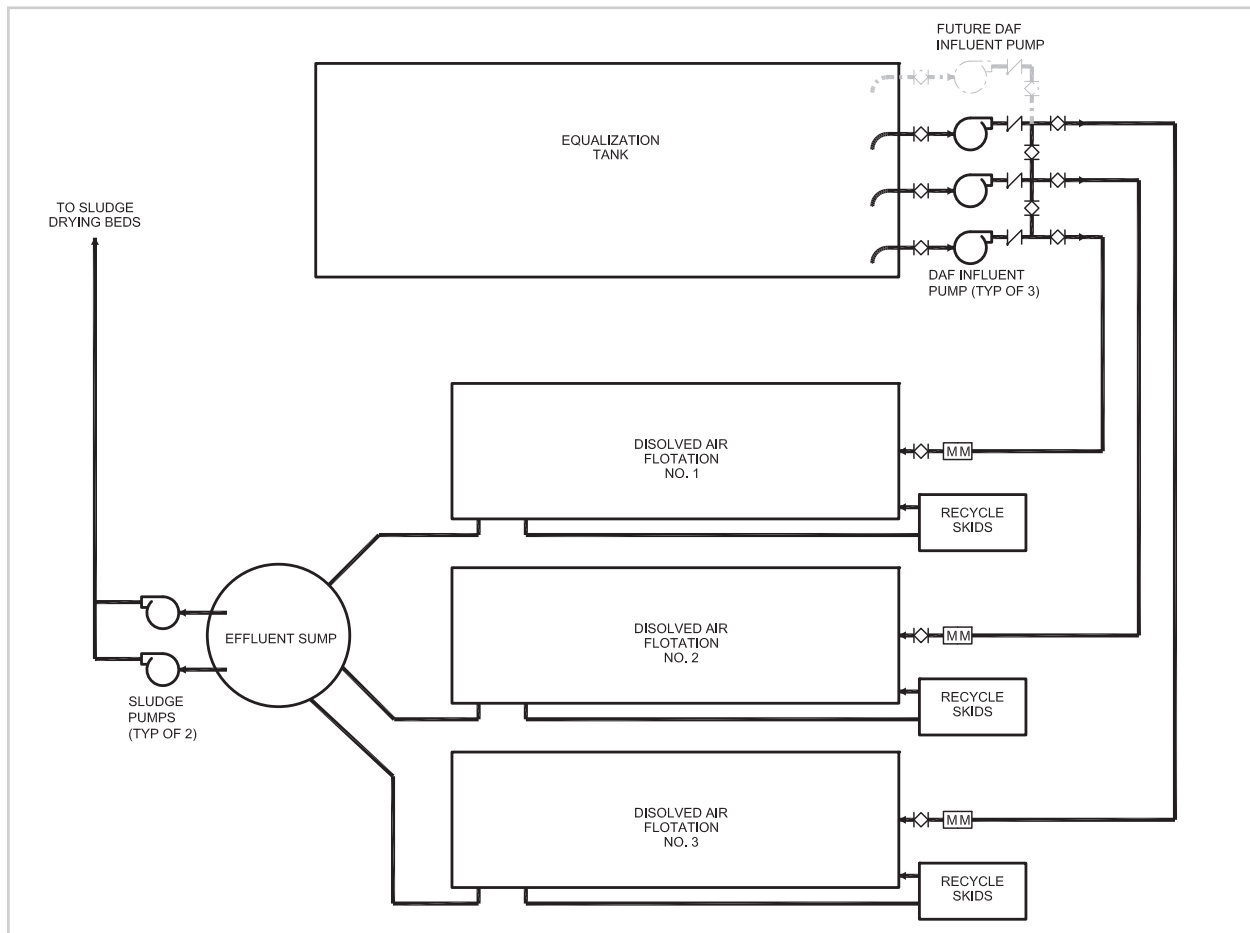 FUTURE DAF
INFLUENT PUMP
EQUALIZATION
TANK
TO SLUDGE
DRYING BEDS
DAF INFLUENT
PUMP (TYP OF 3)
DISOLVED AIR
FLOTATION
NO. 1
MM
RECYCLE
SKIDS
DISOLVED AIR
FLOTATION
NO. 2
MM
RECYCLE
SKIDS
EFFLUENT SUMP
SLUDGE
PUMPS
(TYP OF 2)
DISOLVED AIR
FLOTATION
NO. 3
MM
RECYCLE
SKIDS